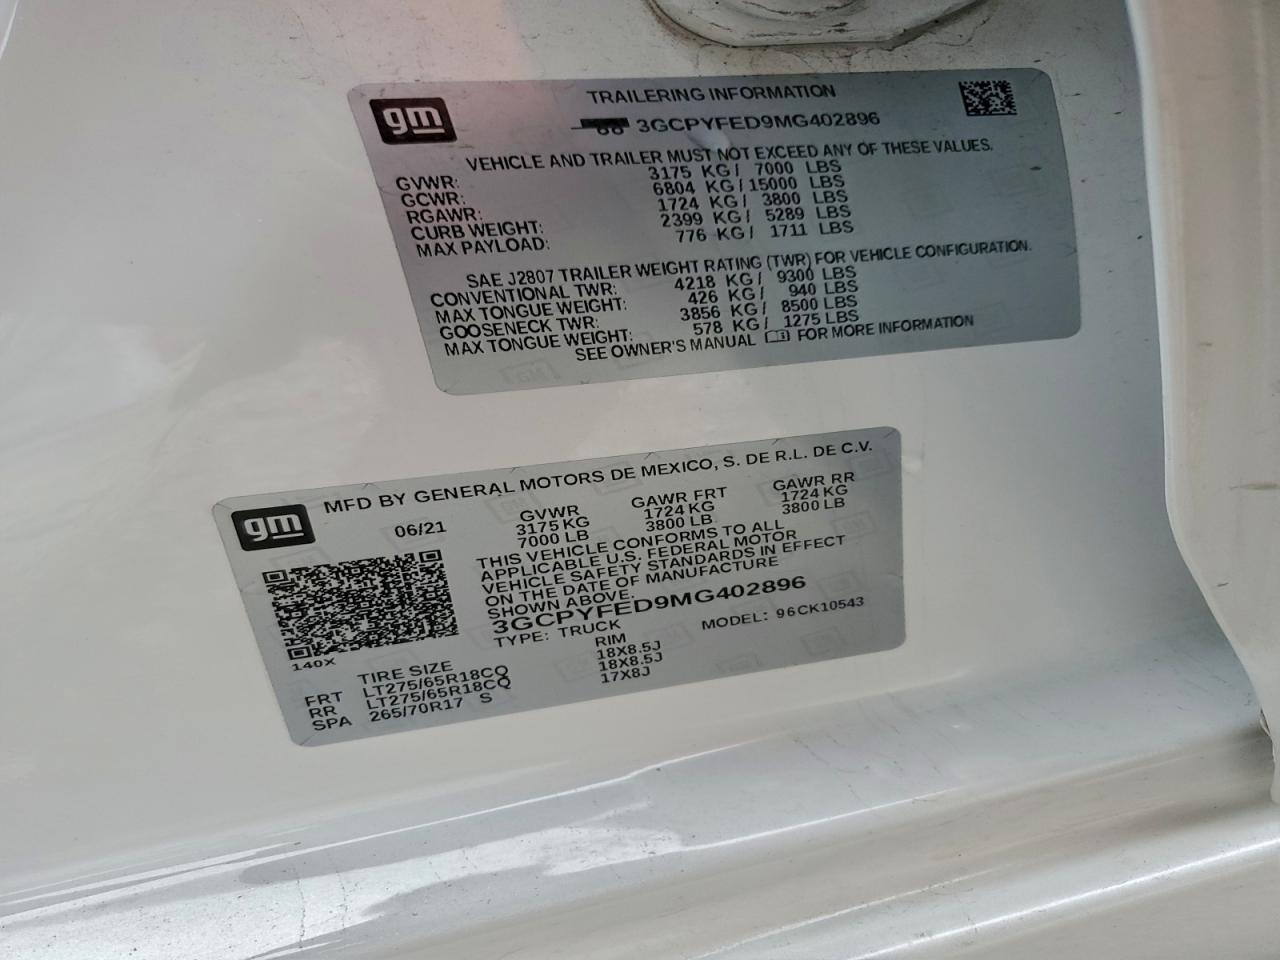 gm
TRAILERING INFORMATION
3GCPYFED9MG402896
VEHICLE AND TRAILER MUST NOT EXCEED ANY OF THESE VALUES.
GVWR: 3175 KG/ 7000 LBS
GCWR: 6804 KG/15000 LBS
RGAWR: 1724 KG/ 3800 LBS
CURB WEIGHT: 2399 KG/ 5289 LBS
MAX PAYLOAD: 776 KG/ 1711 LBS
SAE J2807 TRAILER WEIGHT RATING (TWR) FOR VEHICLE CONFIGURATION.
CONVENTIONAL TWR: 4218 KG/ 9300 LBS
MAX TONGUE WEIGHT: 426 KG/ 940 LBS
GOOSENECK TWR: 3856 KG/ 8500 LBS
MAX TONGUE WEIGHT: 578 KG/ 1275 LBS
SEE OWNER'S MANUAL FOR MORE INFORMATION
gm
MFD BY GENERAL MOTORS DE MEXICO, S. DE R.L. DE C.V.
06/21 GVWR GAWR FRT GAWR RR
3175 KG 1724 KG 1724 KG
7000 LB 3800 LB 3800 LB
THIS VEHICLE CONFORMS TO ALL
APPLICABLE U.S. FEDERAL MOTOR
VEHICLE SAFETY STANDARDS IN EFFECT
ON THE DATE OF MANUFACTURE
SHOWN ABOVE.
3GCPYFED9MG402896
TYPE: TRUCK MODEL: 96CK10543
140X
TIRE SIZE RIM
FRT LT275/65R18CQ 18X8.5J
RR LT275/65R18CQ 18X8.5J
SPA 265/70R17 S 17X8J